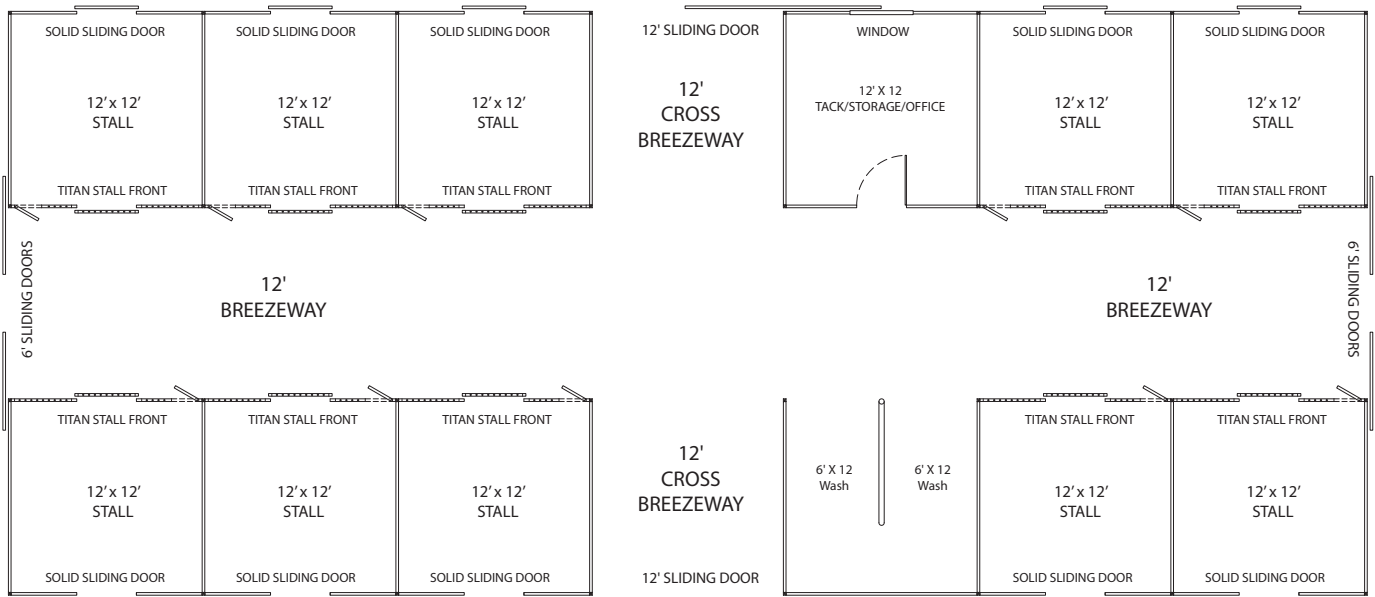 SOLID SLIDING DOOR
SOLID SLIDING DOOR
SOLID SLIDING DOOR
12' SLIDING DOOR
WINDOW
SOLID SLIDING DOOR
SOLID SLIDING DOOR
12' x 12'
STALL
12' x 12'
STALL
12' x 12'
STALL
12'
CROSS
BREEZEWAY
12' X 12
TACK/STORAGE/OFFICE
12' x 12'
STALL
12' x 12'
STALL
TITAN STALL FRONT
TITAN STALL FRONT
TITAN STALL FRONT
TITAN STALL FRONT
TITAN STALL FRONT
6' SLIDING DOORS
12'
BREEZEWAY
12'
BREEZEWAY
6' SLIDING DOORS
TITAN STALL FRONT
TITAN STALL FRONT
TITAN STALL FRONT
TITAN STALL FRONT
TITAN STALL FRONT
12' x 12'
STALL
12' x 12'
STALL
12' x 12'
STALL
12'
CROSS
BREEZEWAY
6' X 12
Wash
6' X 12
Wash
12' x 12'
STALL
12' x 12'
STALL
SOLID SLIDING DOOR
SOLID SLIDING DOOR
SOLID SLIDING DOOR
12' SLIDING DOOR
SOLID SLIDING DOOR
SOLID SLIDING DOOR